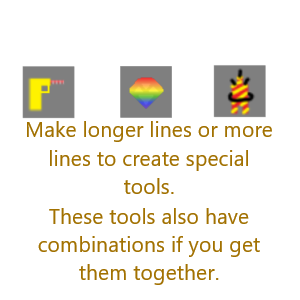 Make longer lines or more
lines to create special
tools.
These tools also have
combinations if you get
them together.